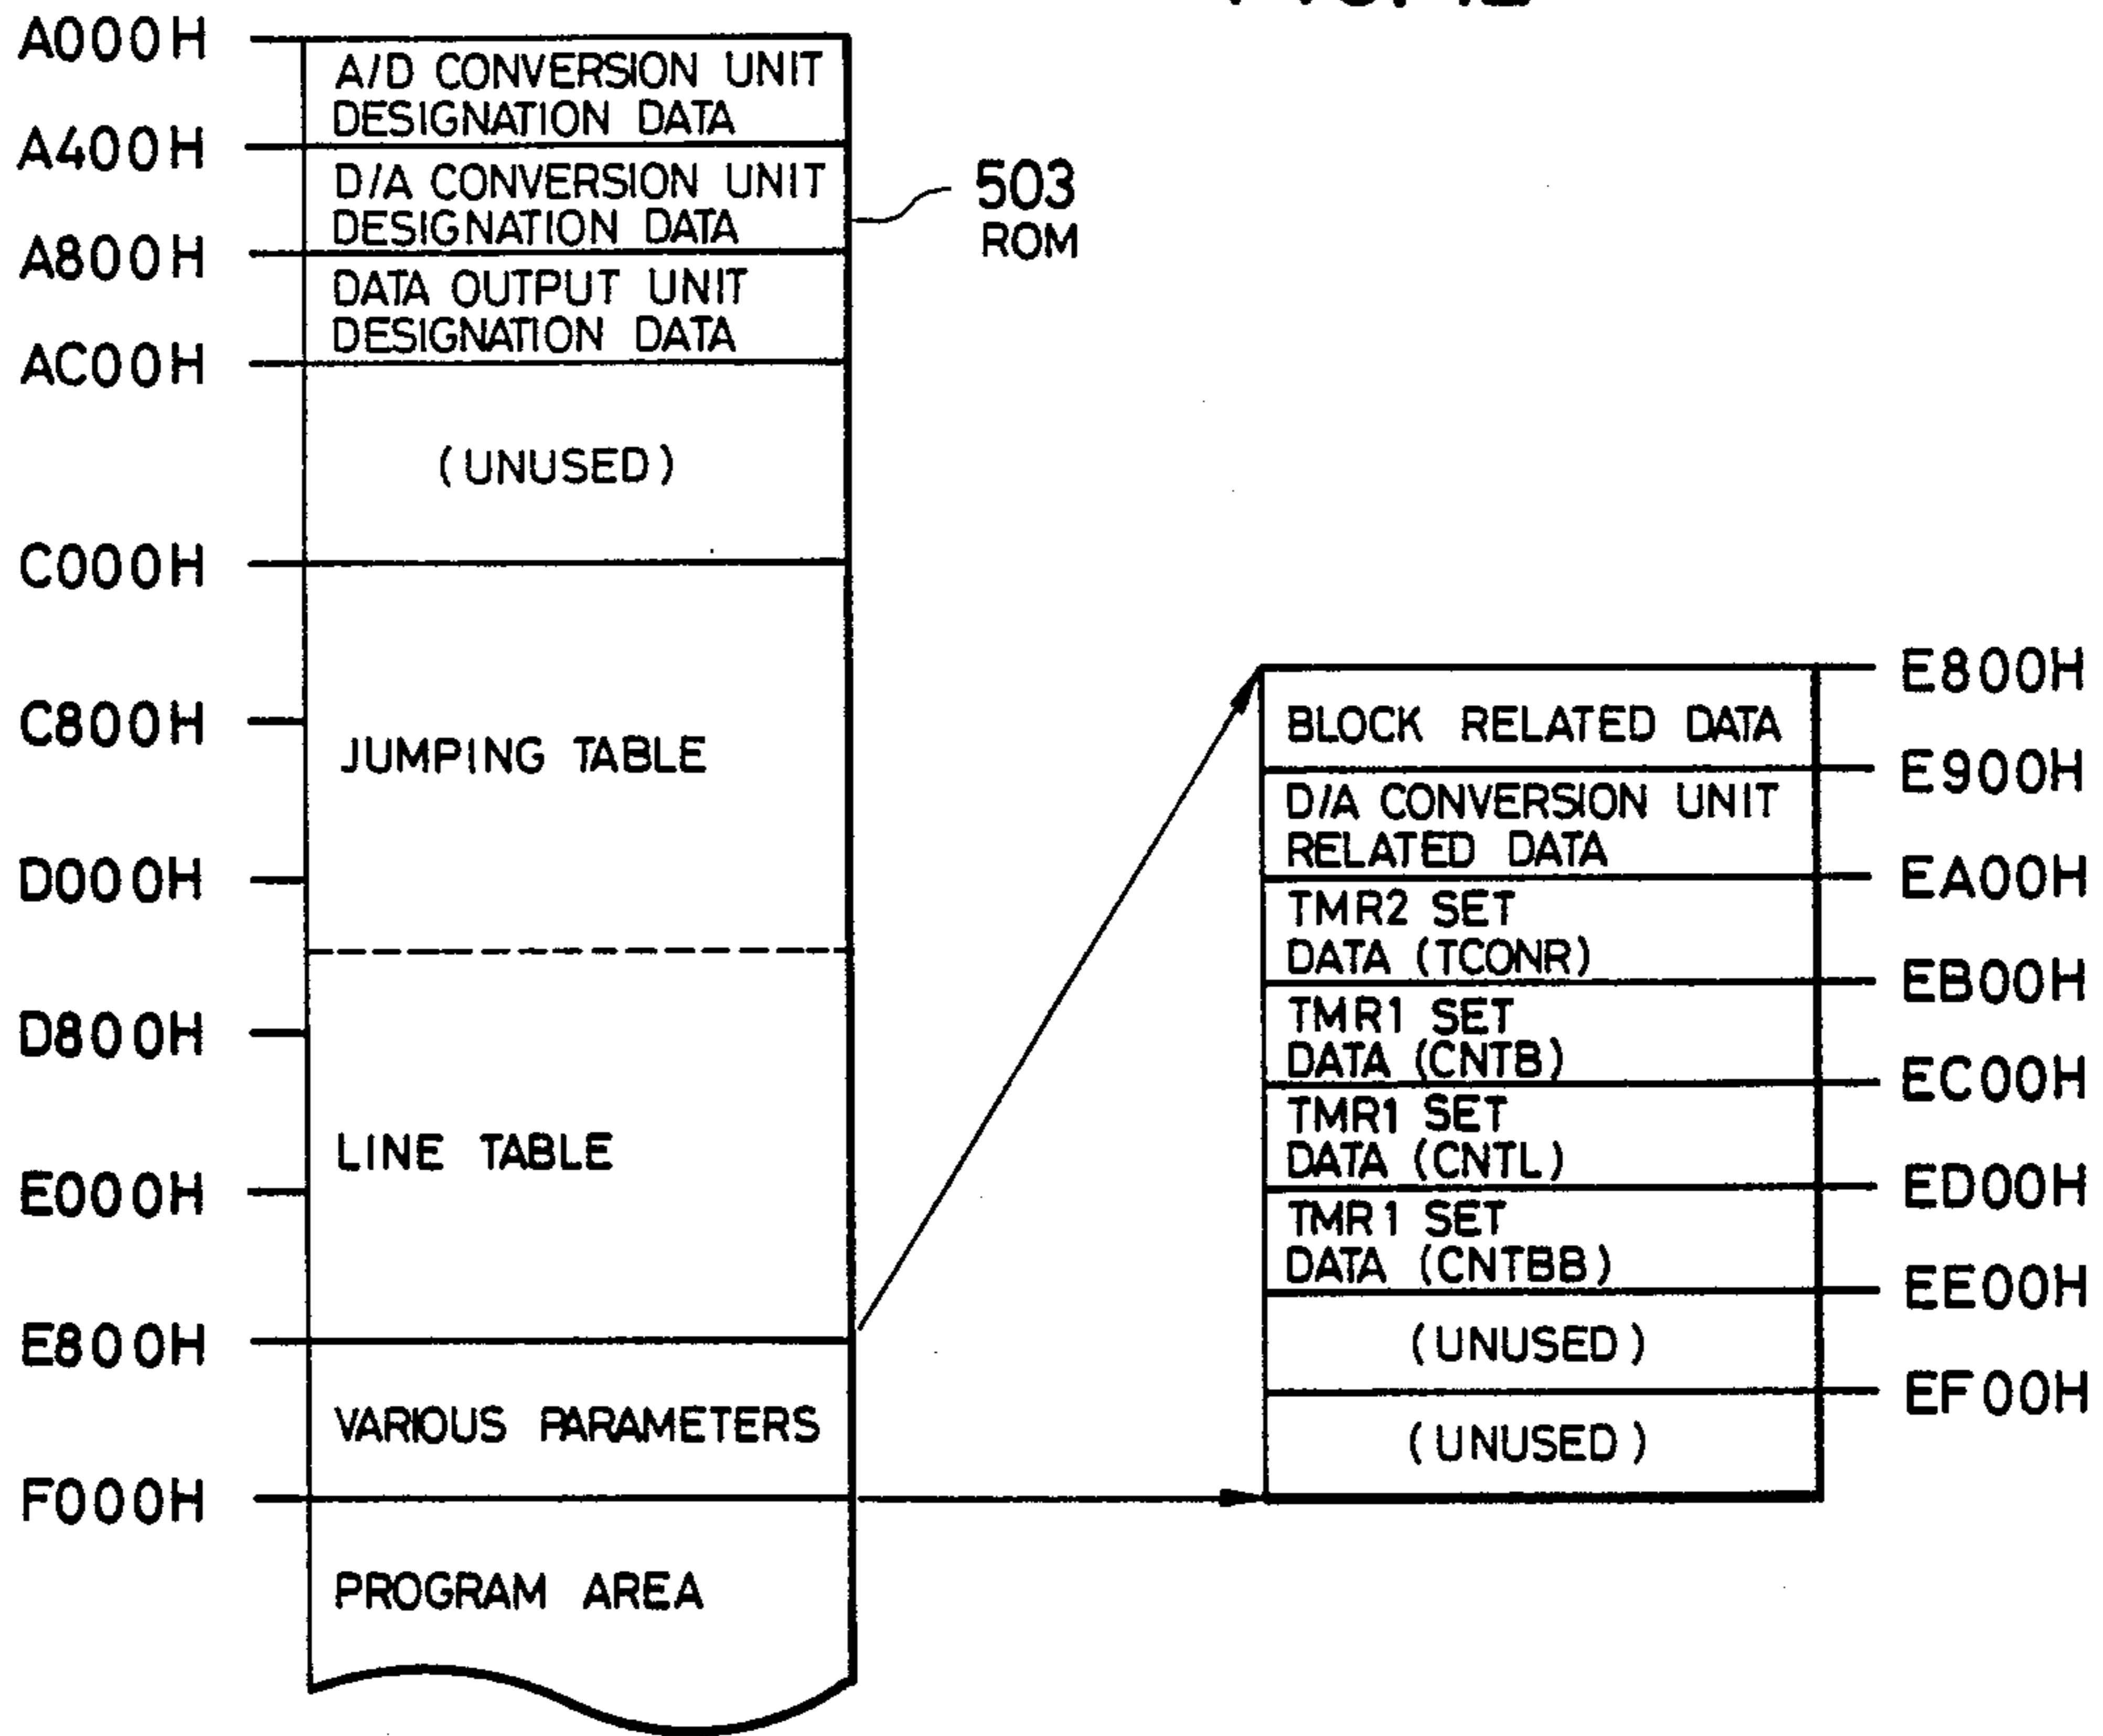 A000H
A/D CONVERSION UNIT
DESIGNATION DATA
A400H
D/A CONVERSION UNIT
DESIGNATION DATA
503
ROM
A800H
DATA OUTPUT UNIT
DESIGNATION DATA
AC00H
(UNUSED)
C000H
C800H
JUMPING TABLE
D000H
D800H
LINE TABLE
E000H
E800H
VARIOUS PARAMETERS
F000H
PROGRAM AREA
E800H
BLOCK RELATED DATA
E900H
D/A CONVERSION UNIT
RELATED DATA
EA00H
TMR2 SET
DATA (TCONR)
EB00H
TMR1 SET
DATA (CNTB)
EC00H
TMR1 SET
DATA (CNTL)
ED00H
TMR1 SET
DATA (CNTBB)
EE00H
(UNUSED)
EF00H
(UNUSED)